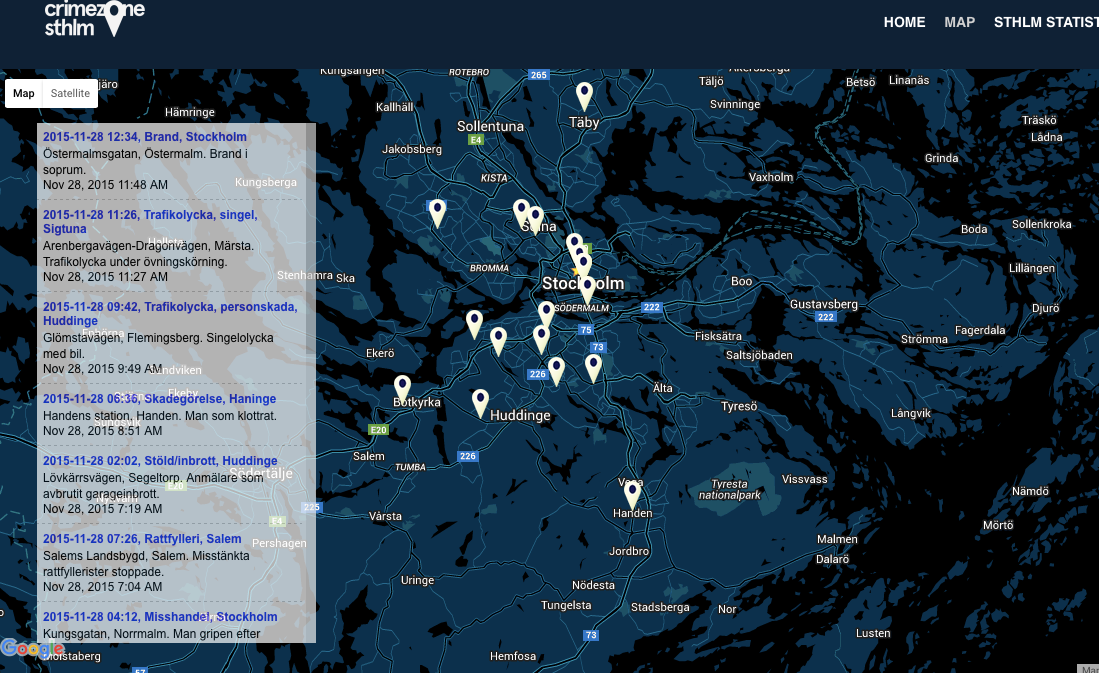 crimezone
sthlm
HOME MAP STHLM STATIST
Map Satellite
2015-11-28 12:34, Brand, Stockholm
Östermalmsgatan, Östermalm. Brand i
soprum.
Nov 28, 2015 11:48 AM
2015-11-28 11:26, Trafikolycka, singel,
Sigtuna
Arenbergavägen-Dragonvägen, Märsta.
Trafikolycka under övningskörning.
Nov 28, 2015 11:27 AM
2015-11-28 09:42, Trafikolycka, personskada,
Huddinge
Glömstavägen, Flemingsberg. Singelolycka
med bil.
Nov 28, 2015 9:49 AM
2015-11-28 06:36, Skadegörelse, Haninge
Handens station, Handen. Man som klottrat.
Nov 28, 2015 8:51 AM
2015-11-28 02:02, Stöld/inbrott, Huddinge
Lövkärrsvägen, Segeltorp. Anmälare som
avbrutit garageinbrott.
Nov 28, 2015 7:19 AM
2015-11-28 07:26, Rattfylleri, Salem
Salems Landsbygd, Salem. Misstänkta
rattfyllerister stoppade.
Nov 28, 2015 7:04 AM
2015-11-28 04:12, Misshandel, Stockholm
Kungsgatan, Norrmalm. Man gripen efter
Google
Kungsängen
ROTEBRO
265
Åkersberga
Täljö
Betsö
Linanäs
Hämringe
Kallhäll
Täby
Svinninge
Träskö
Sollentuna
E4
Lådna
Jakobsberg
Grinda
KISTA
Vaxholm
Kungsberga
Solna
Boda
Sollenkroka
BROMMA
Stenhamra
Ska
Stockholm
Boo
Lillängen
SÖDERMALM
222
Gustavsberg
222
Djurö
75
Fisksätra
Fagerdala
Strömma
73
Ekerö
Saltsjöbaden
226
Älta
Botkyrka
Tyresö
Långvik
Huddinge
E20
Salem
226
TUMBA
Södertälje
Vega
Tyresta
nationalpark
Vissvass
Nämdö
E20
225
Vårsta
Handen
Mörtö
E4
Pershagen
Jordbro
Malmen
Dalarö
Uringe
Nödesta
Tungelsta
Stadsberga
Nor
73
Lusten
Hemfosa
Mölstaberg
57